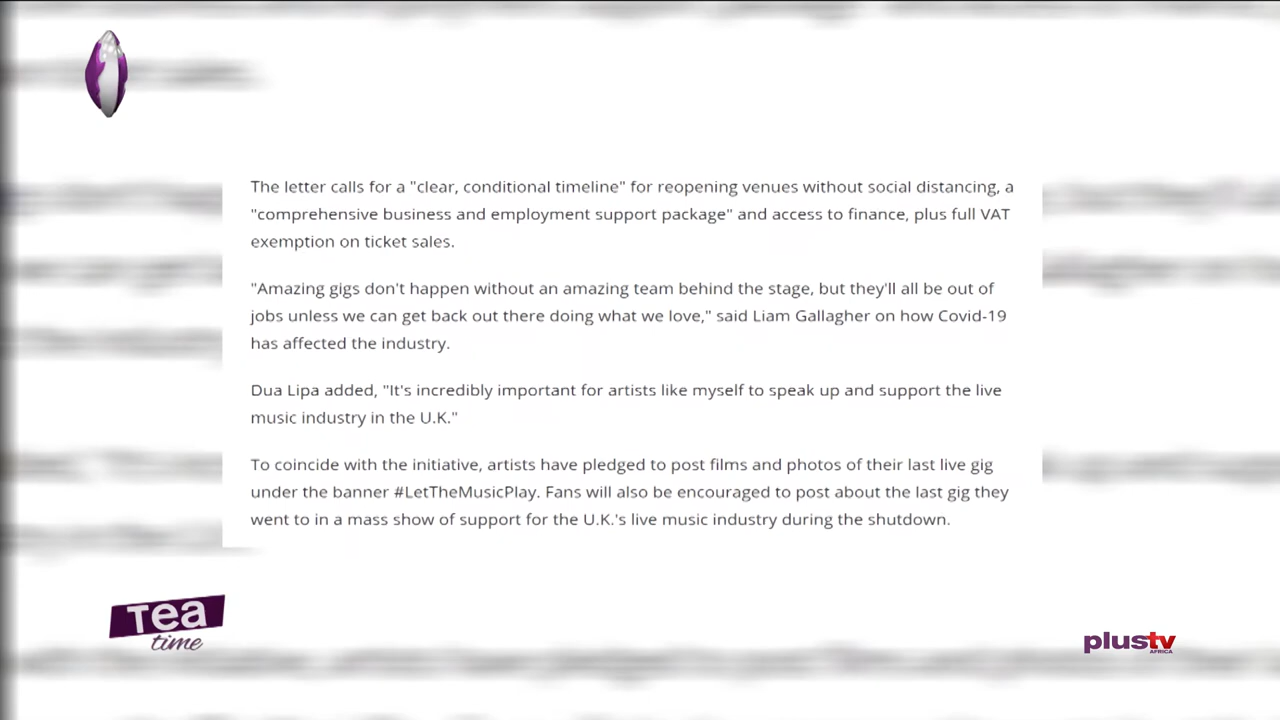 The letter calls for a "clear, conditional timeline" for reopening venues without social distancing, a
"comprehensive business and employment support package" and access to finance, plus full VAT
exemption on ticket sales.
"Amazing gigs don't happen without an amazing team behind the stage, but they'll all be out of
jobs unless we can get back out there doing what we love," said Liam Gallagher on how Covid-19
has affected the industry.
Dua Lipa added, "It's incredibly important for artists like myself to speak up and support the live
music industry in the U.K."
To coincide with the initiative, artists have pledged to post films and photos of their last live gig
under the banner #LetTheMusicPlay. Fans will also be encouraged to post about the last gig they
went to in a mass show of support for the U.K.'s live music industry during the shutdown.
Tea
time
plustv
AFRICA